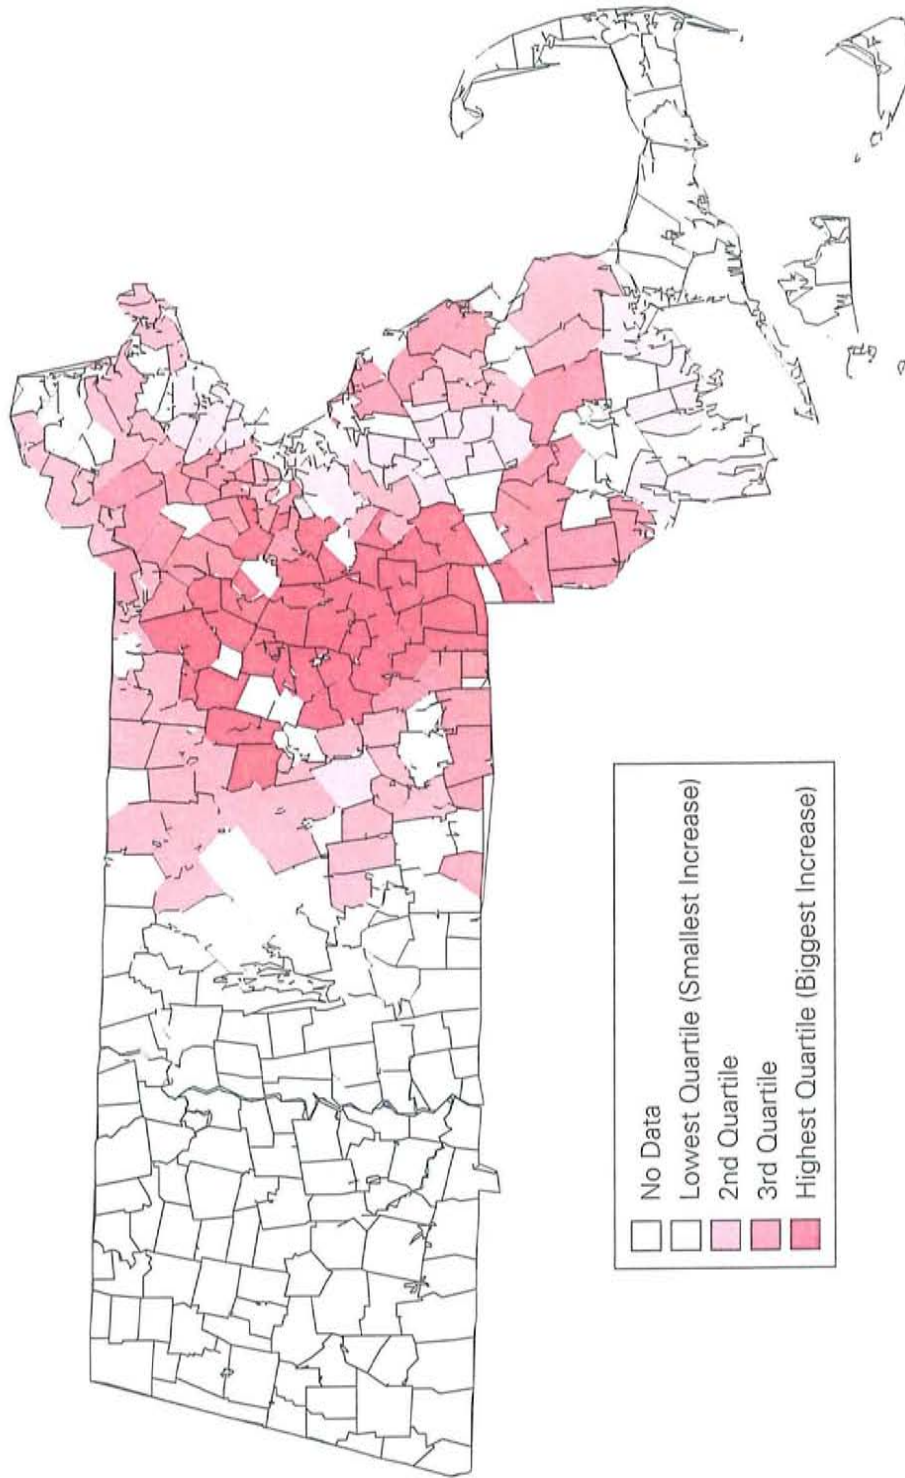 No Data
Lowest Quartile (Smallest Increase)
2nd Quartile
3rd Quartile
Highest Quartile (Biggest Increase)